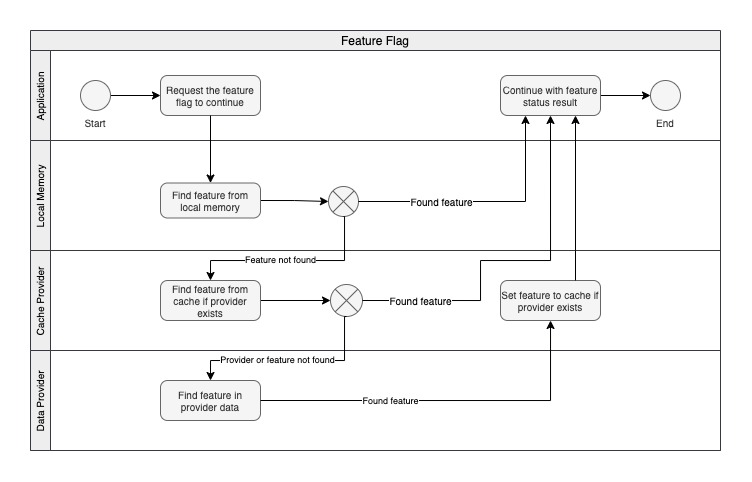 Feature Flag
Application
Request the feature
flag to continue
Continue with feature
status result
Start
End
Local Memory
Find feature from
local memory
Found feature
Feature not found
Cache Provider
Find feature from
cache if provider
exists
Found feature
Set feature to cache if
provider exists
Provider or feature not found
Data Provider
Find feature in
provider data
Found feature